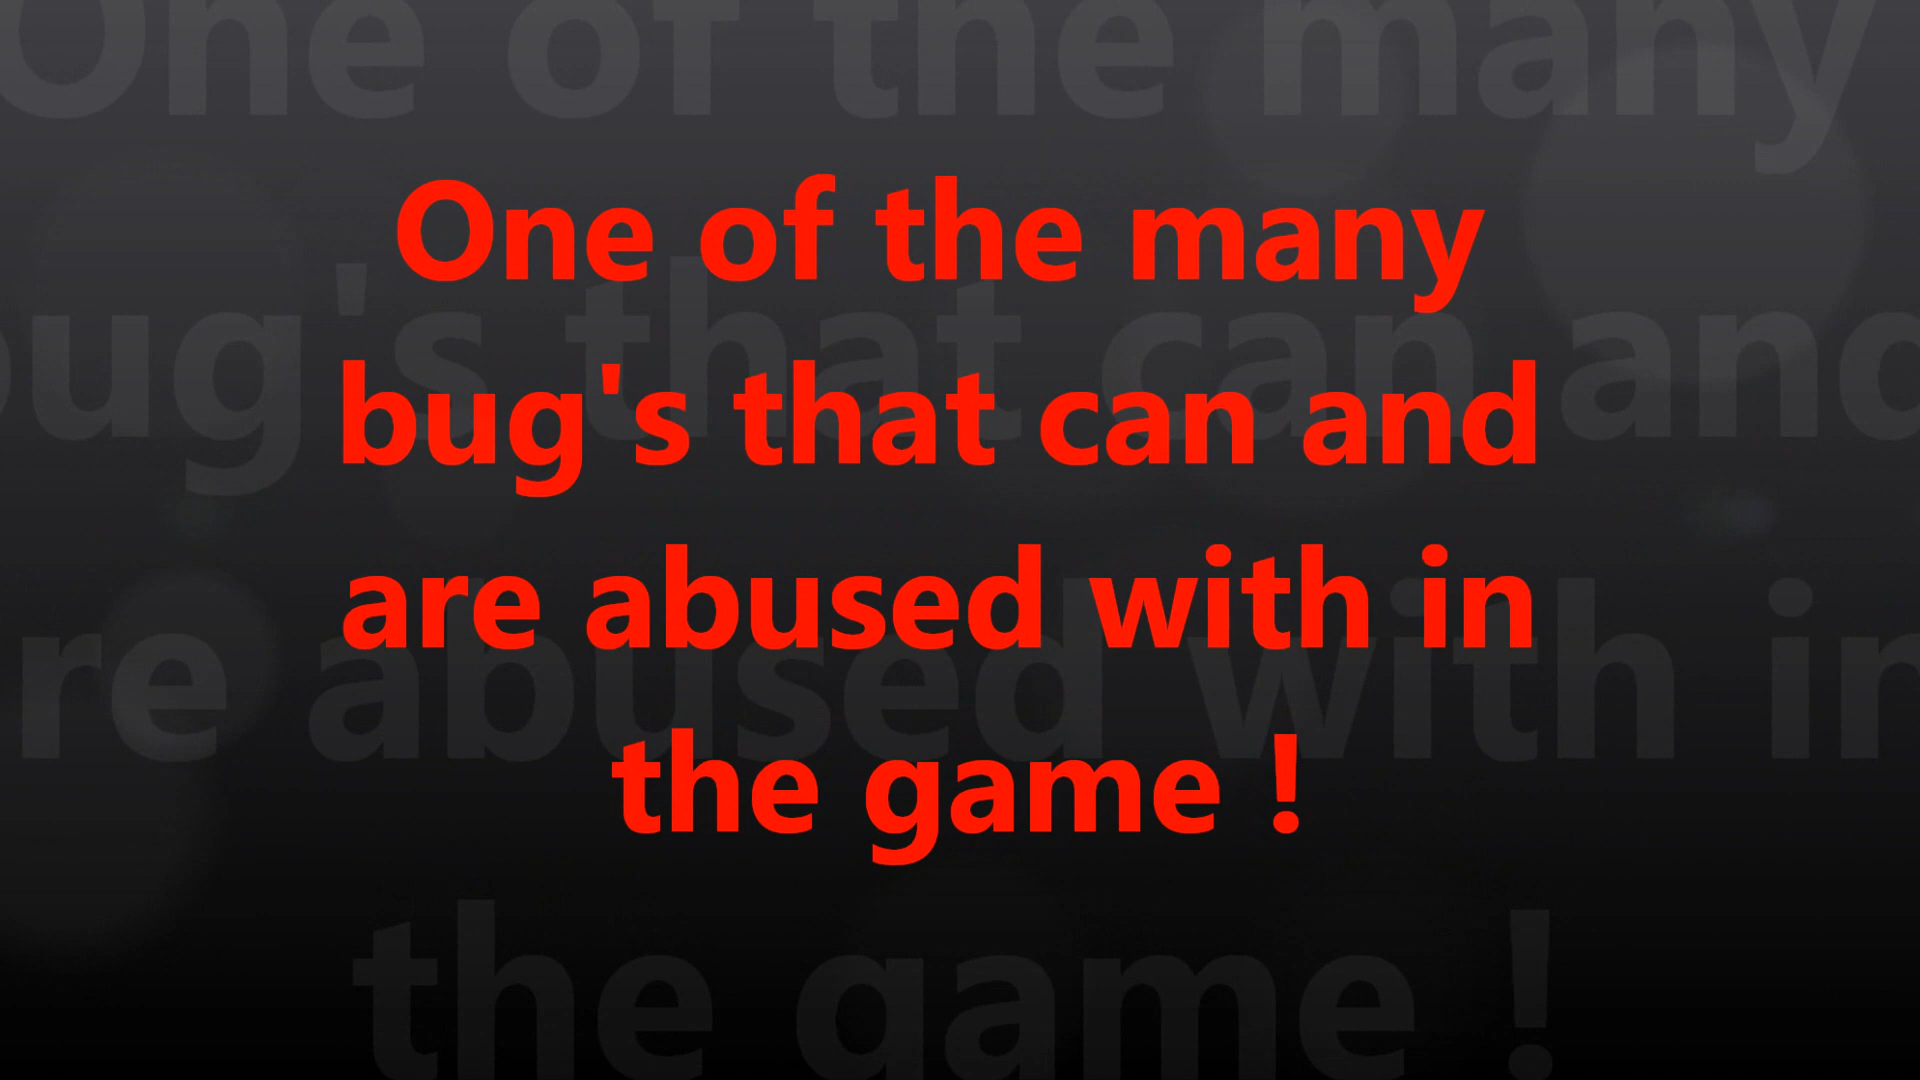 One of the many
bug's that can and
are abused with in
the game !